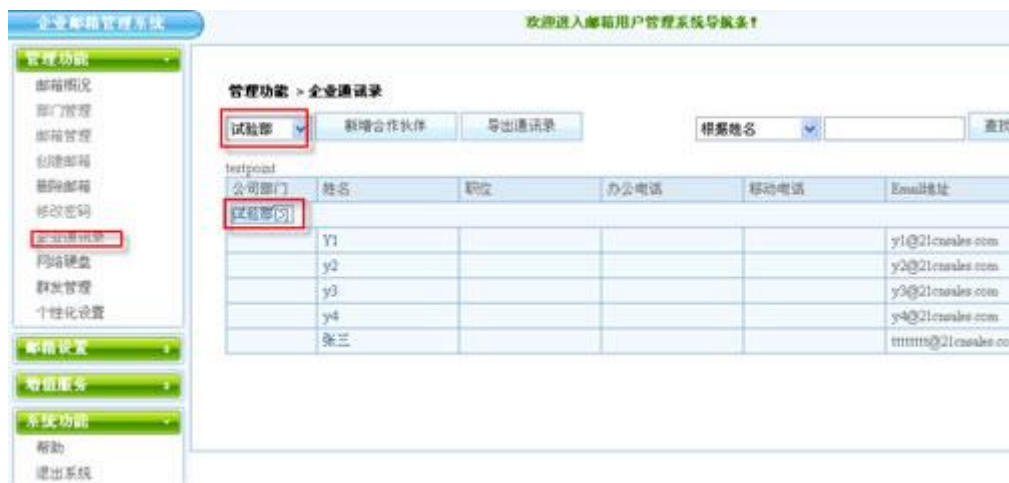 企业邮箱管理系统
欢迎进入邮箱用户管理系统导航条!
管理功能
邮箱概况
部门管理
邮箱管理
创建邮箱
删除邮箱
修改密码
企业通讯录
网络硬盘
群发管理
个性化设置
邮箱设置
增值服务
系统功能
帮助
退出系统
管理功能 > 企业通讯录
试验部 新增合作伙伴 导出通讯录 根据姓名 查找
testpoint
公司部门 姓名 职位 办公电话 移动电话 Email地址
试验部[5]
Y1 y1@21cnsales.com
y2 y2@21cnsales.com
y3 y3@21cnsales.com
y4 y4@21cnsales.com
张三